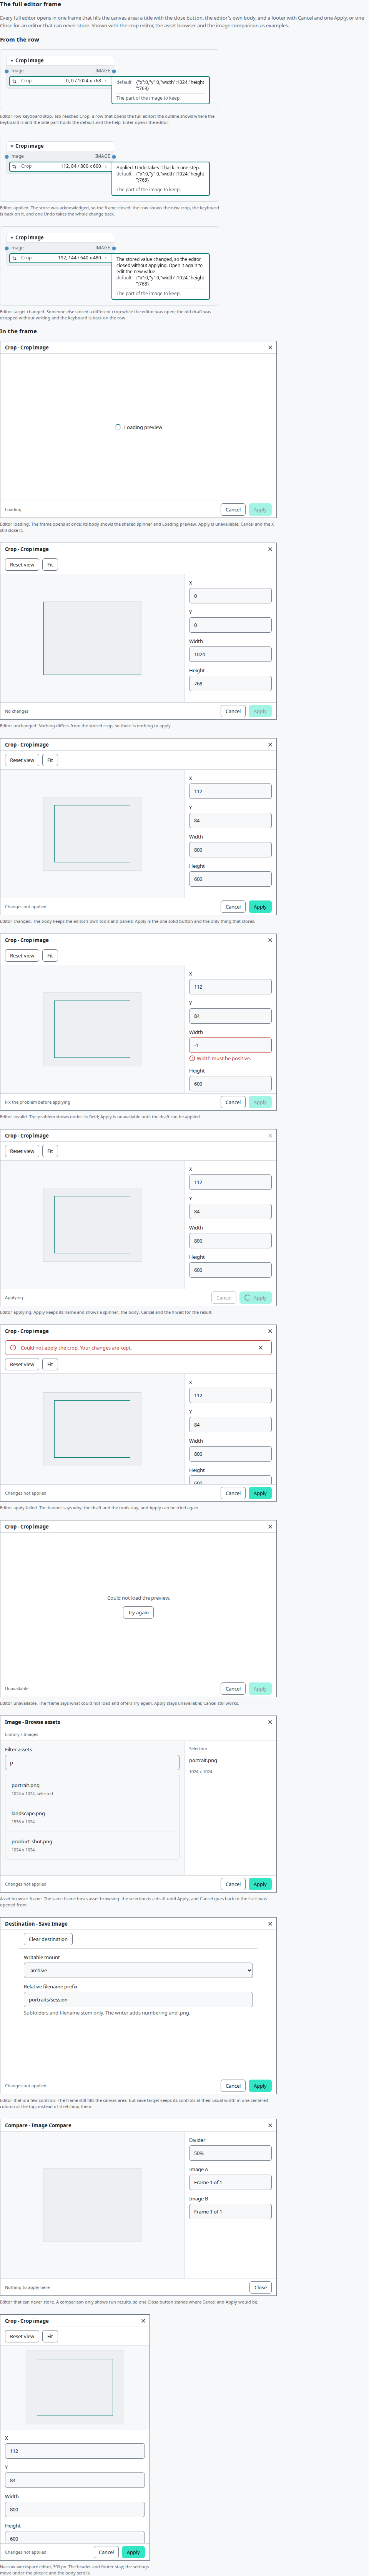 The full editor frame
Every full editor opens in one frame that fills the canvas area: a title with the close button, the editor's own body, and a footer with Cancel and one Apply, or one
Close for an editor that can never store. Shown with the crop editor, the asset browser and the image comparison as examples.
From the row
Crop image
image IMAGE
Crop 0, 0 / 1024 x 768 ›
default {"x":0,"y":0,"width":1024,"height
":768}
The part of the image to keep.
Editor row keyboard stop. Tab reached Crop, a row that opens the full editor: the outline shows where the
keyboard is and the side part holds the default and the help. Enter opens the editor.
Crop image
image IMAGE
Crop 112, 84 / 800 x 600 ›
Applied. Undo takes it back in one step.
default {"x":0,"y":0,"width":1024,"height
":768}
The part of the image to keep.
Editor applied. The store was acknowledged, so the frame closed: the row shows the new crop, the keyboard
is back on it, and one Undo takes the whole change back.
Crop image
image IMAGE
Crop 192, 144 / 640 x 480 ›
The stored value changed, so the editor
closed without applying. Open it again to
edit the new value.
default {"x":0,"y":0,"width":1024,"height
":768}
The part of the image to keep.
Editor target changed. Someone else stored a different crop while the editor was open; the old draft was
dropped without writing and the keyboard is back on the row.
In the frame
Crop - Crop image
Loading preview
Loading Cancel Apply
Editor loading. The frame opens at once; its body shows the shared spinner and Loading preview. Apply is unavailable; Cancel and the X
still close it.
Crop - Crop image
Reset view Fit
X
0
Y
0
Width
1024
Height
768
No changes Cancel Apply
Editor unchanged. Nothing differs from the stored crop, so there is nothing to apply.
Crop - Crop image
Reset view Fit
X
112
Y
84
Width
800
Height
600
Changes not applied Cancel Apply
Editor changed. The body keeps the editor's own tools and panels; Apply is the one solid button and the only thing that stores.
Crop - Crop image
Reset view Fit
X
112
Y
84
Width
-1
Width must be positive.
Height
600
Fix the problem before applying Cancel Apply
Editor invalid. The problem shows under its field; Apply is unavailable until the draft can be applied.
Crop - Crop image
Reset view Fit
X
112
Y
84
Width
800
Height
600
Applying Cancel Apply
Editor applying. Apply keeps its name and shows a spinner; the body, Cancel and the X wait for the result.
Crop - Crop image
Could not apply the crop. Your changes are kept.
Reset view Fit
X
112
Y
84
Width
800
Height
600
Changes not applied Cancel Apply
Editor apply failed. The banner says why; the draft and the tools stay, and Apply can be tried again.
Crop - Crop image
Could not load the preview.
Try again
Unavailable Cancel Apply
Editor unavailable. The frame says what could not load and offers Try again. Apply stays unavailable; Cancel still works.
Image - Browse assets
Library / Images
Filter assets
p
portrait.png
1024 x 1024, selected
landscape.png
1536 x 1024
product-shot.png
1024 x 1024
Selection
portrait.png
1024 x 1024
Changes not applied Cancel Apply
Asset browser frame. The same frame hosts asset browsing: the selection is a draft until Apply, and Cancel goes back to the list it was
opened from.
Destination - Save Image
Clear destination
Writable mount
archive
Relative filename prefix
portraits/session
Subfolders and filename stem only. The writer adds numbering and .png.
Changes not applied Cancel Apply
Editor that is a few controls. The frame still fills the canvas area, but save target keeps its controls at their usual width in one centered
column at the top, instead of stretching them.
Compare - Image Compare
Divider
50%
Image A
Frame 1 of 1
Image B
Frame 1 of 1
Nothing to apply here Close
Editor that can never store. A comparison only shows run results, so one Close button stands where Cancel and Apply would be.
Crop - Crop image
Reset view Fit
X
112
Y
84
Width
800
Height
600
Changes not applied Cancel Apply
Narrow workspace editor, 390 px. The header and footer stay; the settings
move under the picture and the body scrolls.